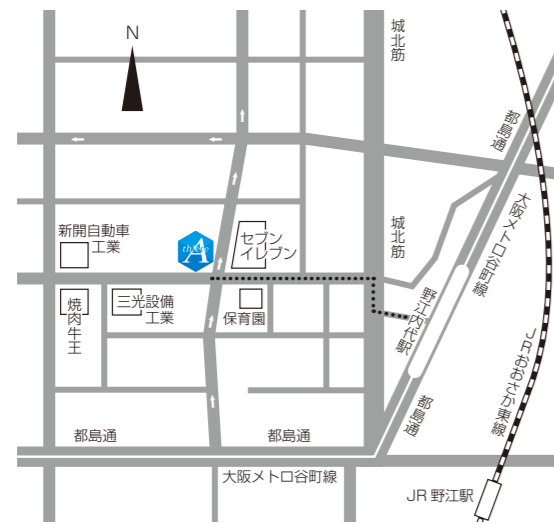 N
城北筋
都島通
新開自動車
工業
three
A
セブン
イレブン
城北筋
大阪メトロ谷町線
焼肉牛王
三光設備
工業
保育園
野江内代駅
JRおおさか東線
都島通
都島通
都島通
大阪メトロ谷町線
JR 野江駅